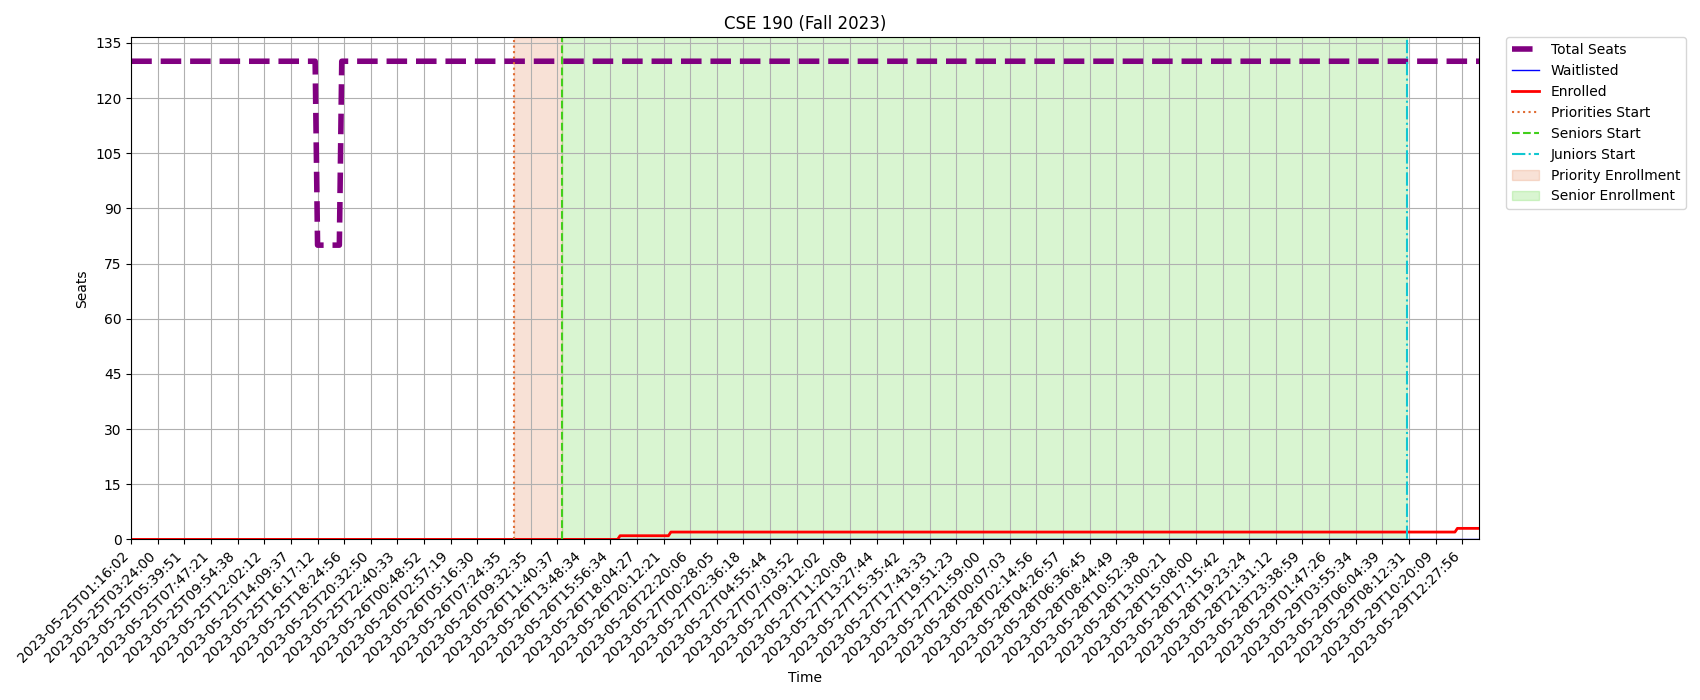 CSE 190 (Fall 2023)
135
120
105
90
75
60
45
30
15
0
Seats
2023-05-25T01:16:02
2023-05-25T03:24:00
2023-05-25T05:39:51
2023-05-25T07:47:21
2023-05-25T09:54:38
2023-05-25T12:02:12
2023-05-25T14:09:37
2023-05-25T16:17:12
2023-05-25T18:24:56
2023-05-25T20:32:50
2023-05-25T22:40:33
2023-05-26T00:48:52
2023-05-26T02:57:19
2023-05-26T05:16:30
2023-05-26T07:24:35
2023-05-26T09:32:35
2023-05-26T11:40:37
2023-05-26T13:48:34
2023-05-26T15:56:34
2023-05-26T18:04:27
2023-05-26T20:12:21
2023-05-26T22:20:06
2023-05-27T00:28:05
2023-05-27T02:36:18
2023-05-27T04:55:44
2023-05-27T07:03:52
2023-05-27T09:12:02
2023-05-27T11:20:08
2023-05-27T13:27:44
2023-05-27T15:35:42
2023-05-27T17:43:33
2023-05-27T19:51:23
2023-05-27T21:59:00
2023-05-28T00:07:03
2023-05-28T02:14:56
2023-05-28T04:26:57
2023-05-28T06:36:45
2023-05-28T08:44:49
2023-05-28T10:52:38
2023-05-28T13:00:21
2023-05-28T15:08:00
2023-05-28T17:15:42
2023-05-28T19:23:24
2023-05-28T21:31:12
2023-05-28T23:38:59
2023-05-29T01:47:26
2023-05-29T03:55:34
2023-05-29T06:04:39
2023-05-29T08:12:31
2023-05-29T10:20:09
2023-05-29T12:27:56
Time
Total Seats
Waitlisted
Enrolled
Priorities Start
Seniors Start
Juniors Start
Priority Enrollment
Senior Enrollment